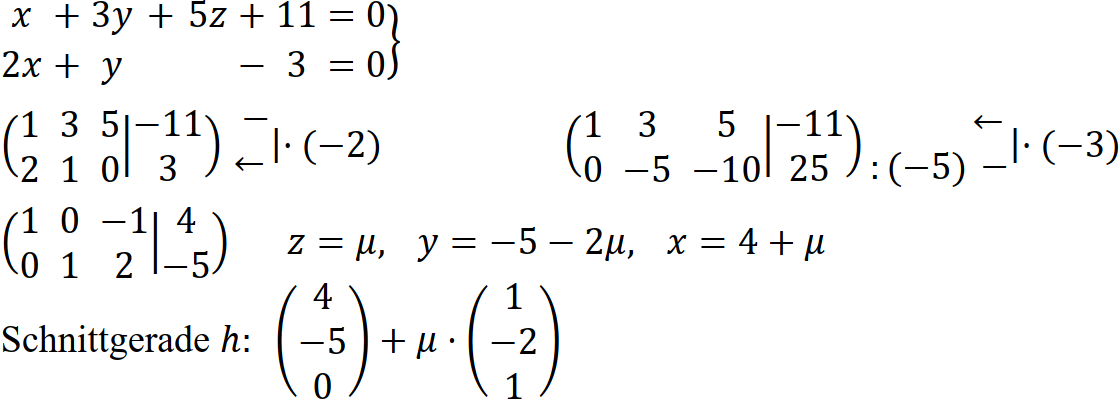 x + 3y + 5z + 11 = 0}
2x + y − 3 = 0}
(1 3 5 | −11) − |· (−2) (1 3 5 | −11) ← |· (−3)
(2 1 0 | 3) ← (0 −5 −10 | 25) : (−5) −
(1 0 −1 | 4) z = μ, y = −5 − 2μ, x = 4 + μ
(0 1 2 | −5)
Schnittgerade h: (4 −5 0) + μ · (1 −2 1)